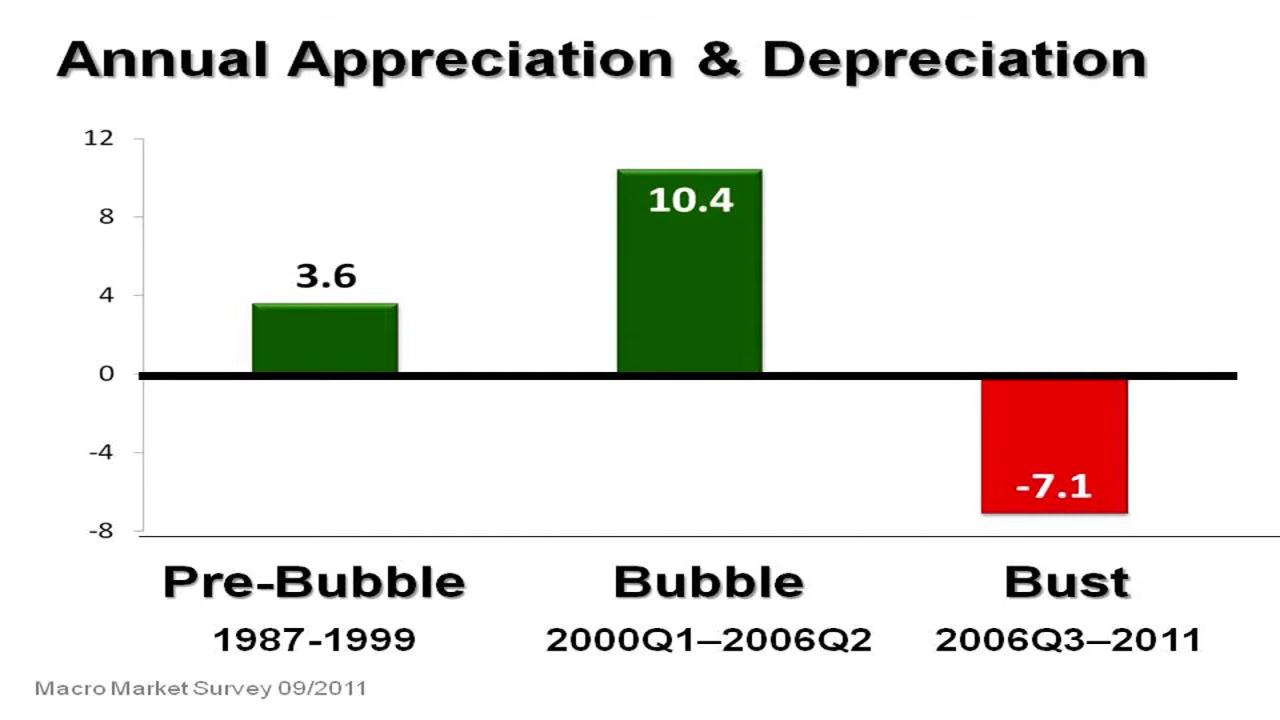 Annual Appreciation & Depreciation
12
10.4
8
3.6
4
0
-4
-7.1
-8
Pre-Bubble Bubble Bust
1987-1999 2000Q1–2006Q2 2006Q3–2011
Macro Market Survey 09/2011